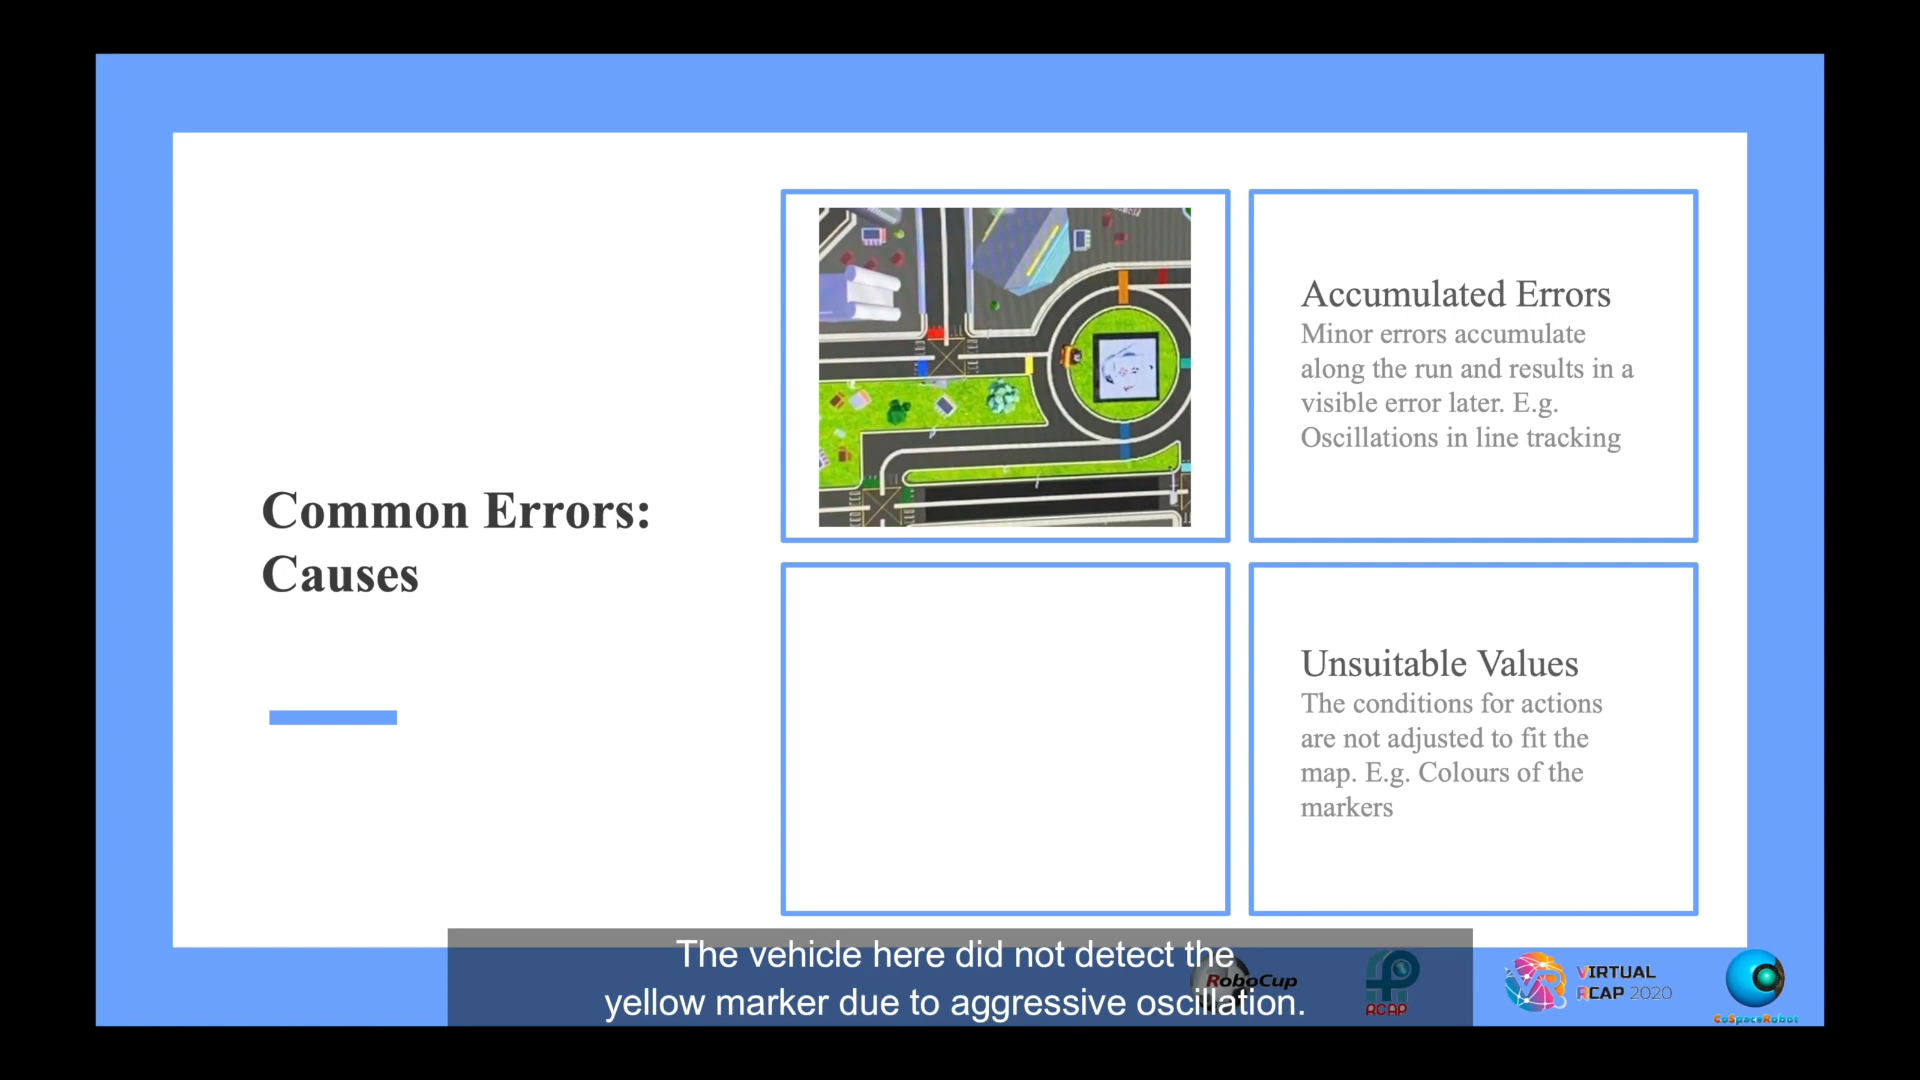 Common Errors:
Causes
Accumulated Errors
Minor errors accumulate
along the run and results in a
visible error later. E.g.
Oscillations in line tracking
Unsuitable Values
The conditions for actions
are not adjusted to fit the
map. E.g. Colours of the
markers
The vehicle here did not detect the
yellow marker due to aggressive oscillation.
RoboCup
RCAP
VIRTUAL
RCAP 2020
CoSpaceRobot